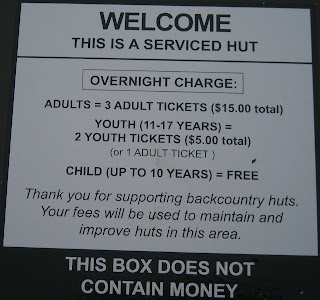 WELCOME
THIS IS A SERVICED HUT
OVERNIGHT CHARGE:
ADULTS = 3 ADULT TICKETS ($15.00 total)
YOUTH (11-17 YEARS) =
2 YOUTH TICKETS ($5.00 total)
(or 1 ADULT TICKET )
CHILD (UP TO 10 YEARS) = FREE
Thank you for supporting backcountry huts.
Your fees will be used to maintain and
improve huts in this area.
THIS BOX DOES NOT
CONTAIN MONEY